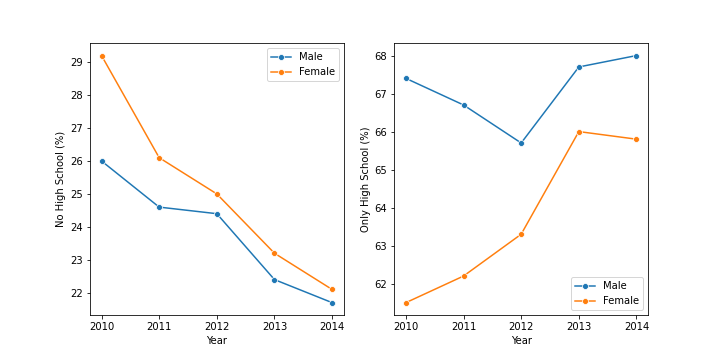 No High School (%)
29
28
27
26
25
24
23
22
2010 2011 2012 2013 2014
Year
Male
Female
Only High School (%)
68
67
66
65
64
63
62
2010 2011 2012 2013 2014
Year
Male
Female